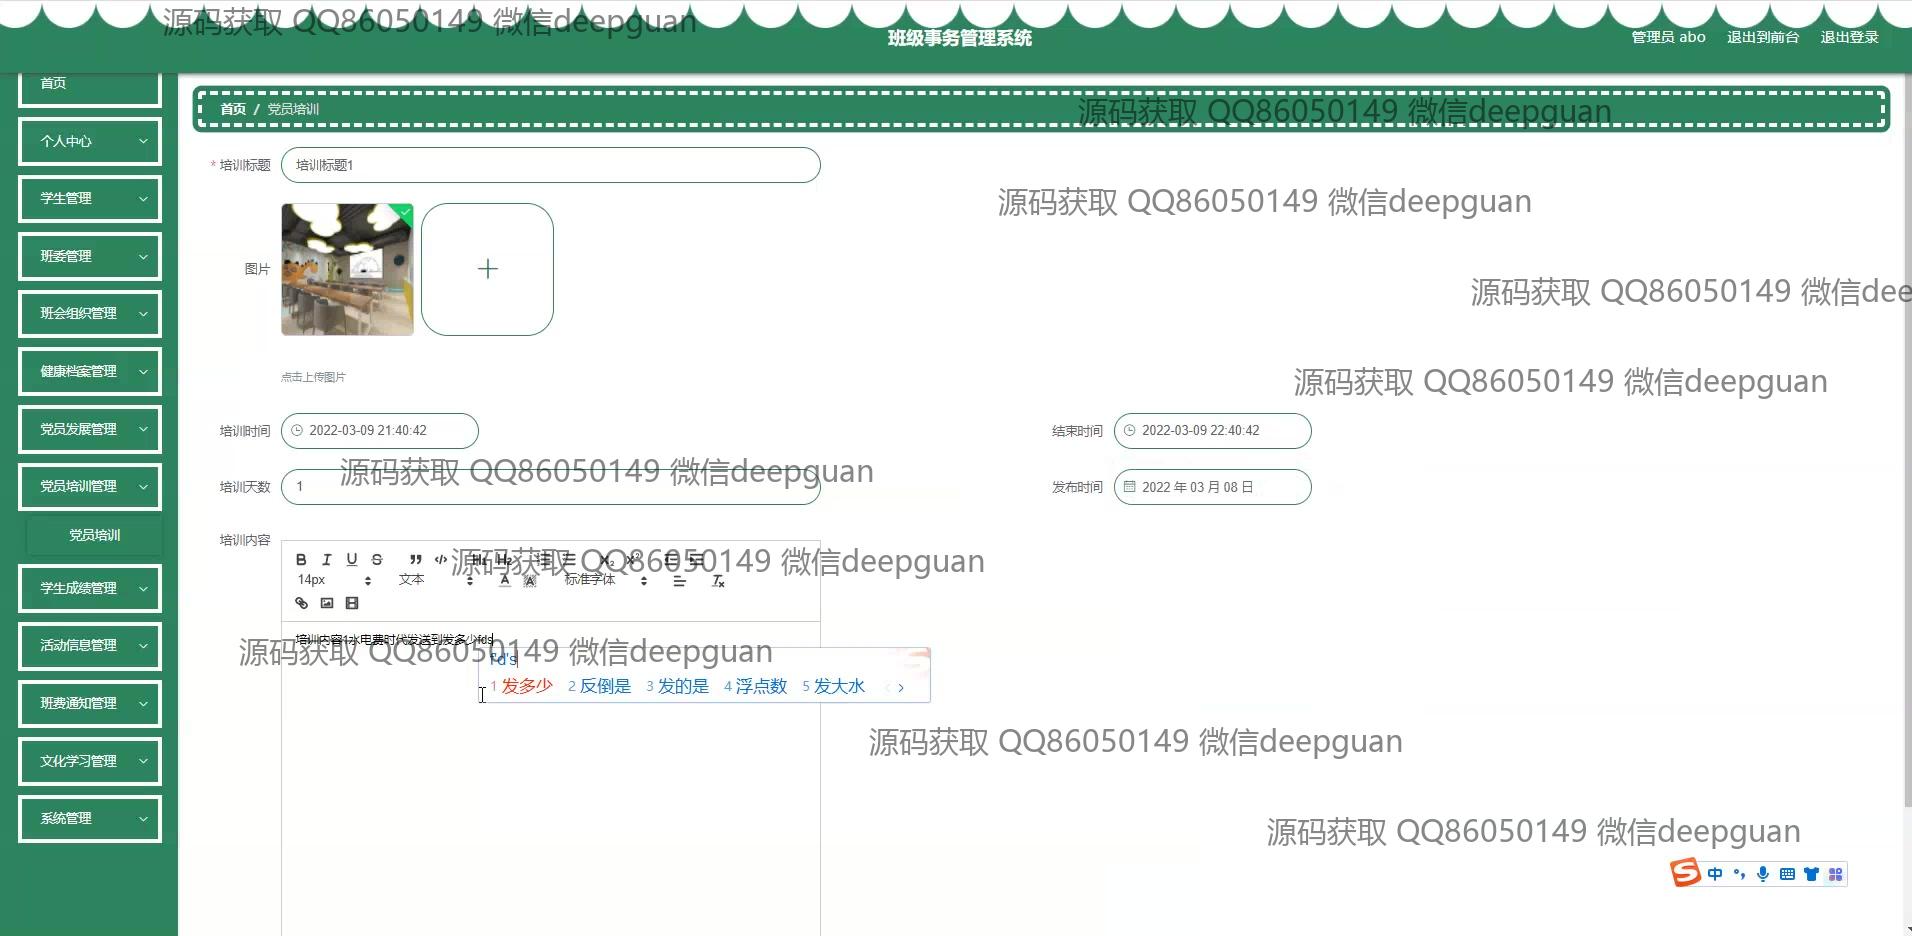 源码获取 QQ86050149 微信deepguan
班级事务管理系统
管理员 abo
退出到前台
退出登录
首页
个人中心
学生管理
班委管理
班会组织管理
健康档案管理
党员发展管理
党员培训管理
党员培训
学生成绩管理
活动信息管理
班费通知管理
文化学习管理
系统管理
首页 / 党员培训
源码获取 QQ86050149 微信deepguan
* 培训标题 培训标题1
源码获取 QQ86050149 微信deepguan
图片
源码获取 QQ86050149 微信dee
点击上传图片
源码获取 QQ86050149 微信deepguan
培训时间 2022-03-09 21:40:42
结束时间 2022-03-09 22:40:42
源码获取 QQ86050149 微信deepguan
培训天数 1
发布时间 2022 年 03 月 08 日
培训内容
源码获取 QQ86050149 微信deepguan
14px 文本 标准字体
培训内容1水电费时代发送到发多少fds
源码获取 QQ86050149 微信deepguan
f'd's
1 发多少 2 反倒是 3 发的是 4 浮点数 5 发大水
源码获取 QQ86050149 微信deepguan
源码获取 QQ86050149 微信deepguan
中